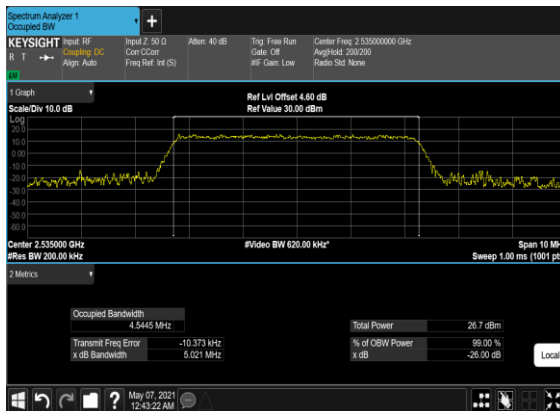 Spectrum Analyzer 1
Occupied BW
KEYSIGHT Input: RF Input Z: 50 Ω Atten: 40 dB Trig: Free Run Center Freq: 2.535000000 GHz
R T Coupling: DC Corr CCorr Gate: Off Avg|Hold: 200/200
Align: Auto Freq Ref: Int (S) #IF Gain: Low Radio Std: None
LXI
1 Graph
Ref Lvl Offset 4.60 dB
Scale/Div 10.0 dB Ref Value 30.00 dBm
Log
20.0
10.0
0.00
-10.0
-20.0
-30.0
-40.0
-50.0
-60.0
Center 2.535000 GHz #Video BW 620.00 kHz* Span 10 MH
#Res BW 200.00 kHz Sweep 1.00 ms (1001 pt
2 Metrics
Occupied Bandwidth
4.5445 MHz Total Power 26.7 dBm
Transmit Freq Error -10.373 kHz % of OBW Power 99.00 %
x dB Bandwidth 5.021 MHz x dB -26.00 dB
Local
? May 07, 2021
12:43:22 AM